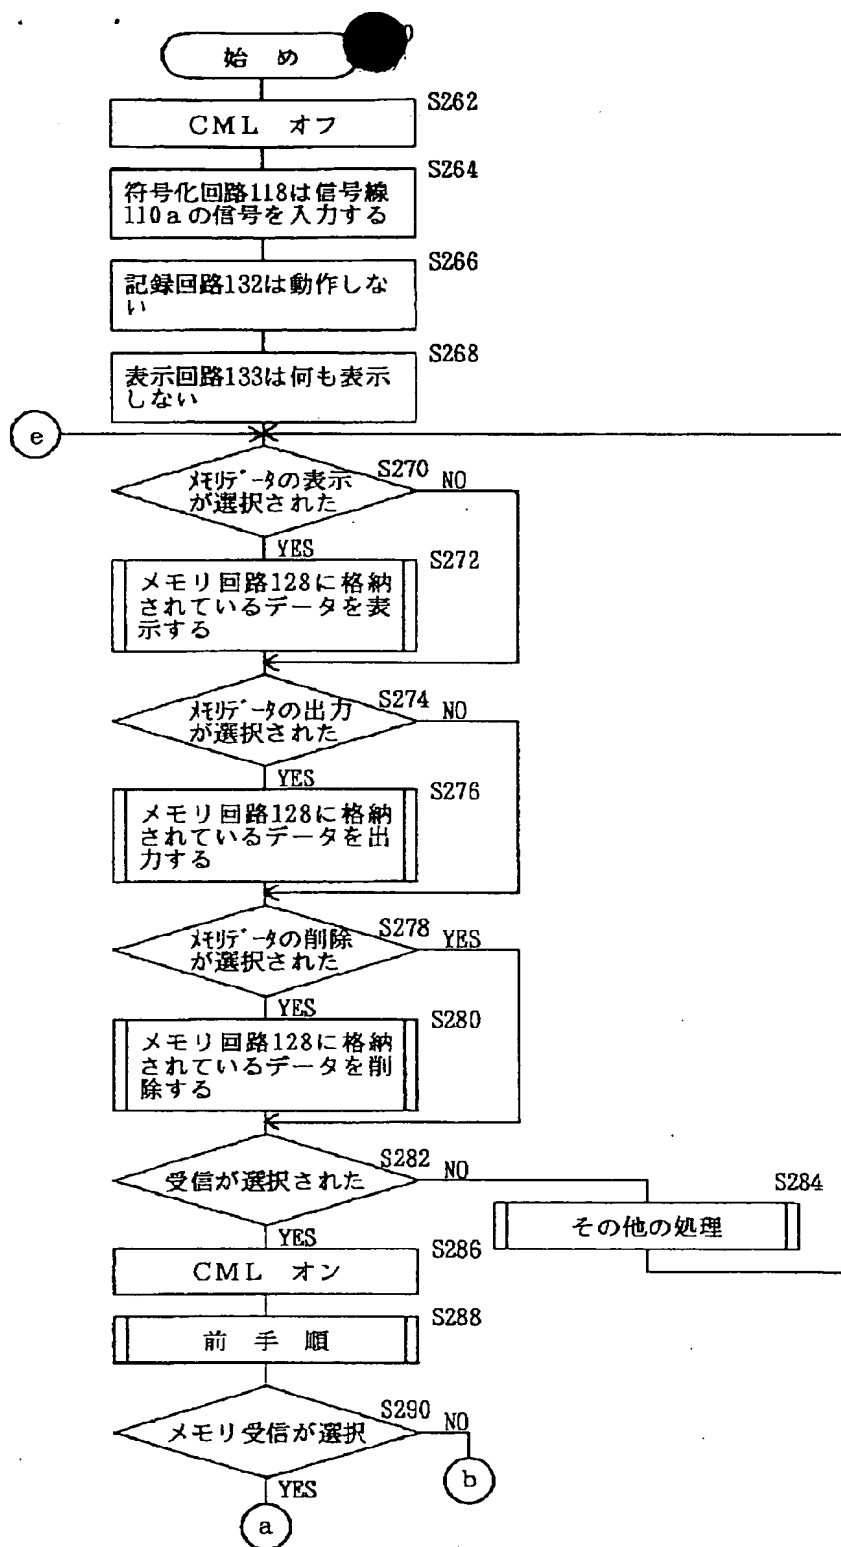 始 め
0
S262
CML オフ
S264
符号化回路118は信号線
110aの信号を入力する
S266
記録回路132は動作しな
い
S268
表示回路133は何も表示
しない
e
S270
ﾒﾓﾘﾃﾞｰﾀの表示
が選択された
NO
YES
S272
メモリ回路128に格納
されているデータを表
示する
S274
ﾒﾓﾘﾃﾞｰﾀの出力
が選択された
NO
YES
S276
メモリ回路128に格納
されているデータを出
力する
S278
ﾒﾓﾘﾃﾞｰﾀの削除
が選択された
YES
YES
S280
メモリ回路128に格納
されているデータを削
除する
S282
受信が選択された
NO
S284
その他の処理
YES
S286
CML オン
S288
前 手 順
S290
メモリ受信が選択
NO
b
YES
a